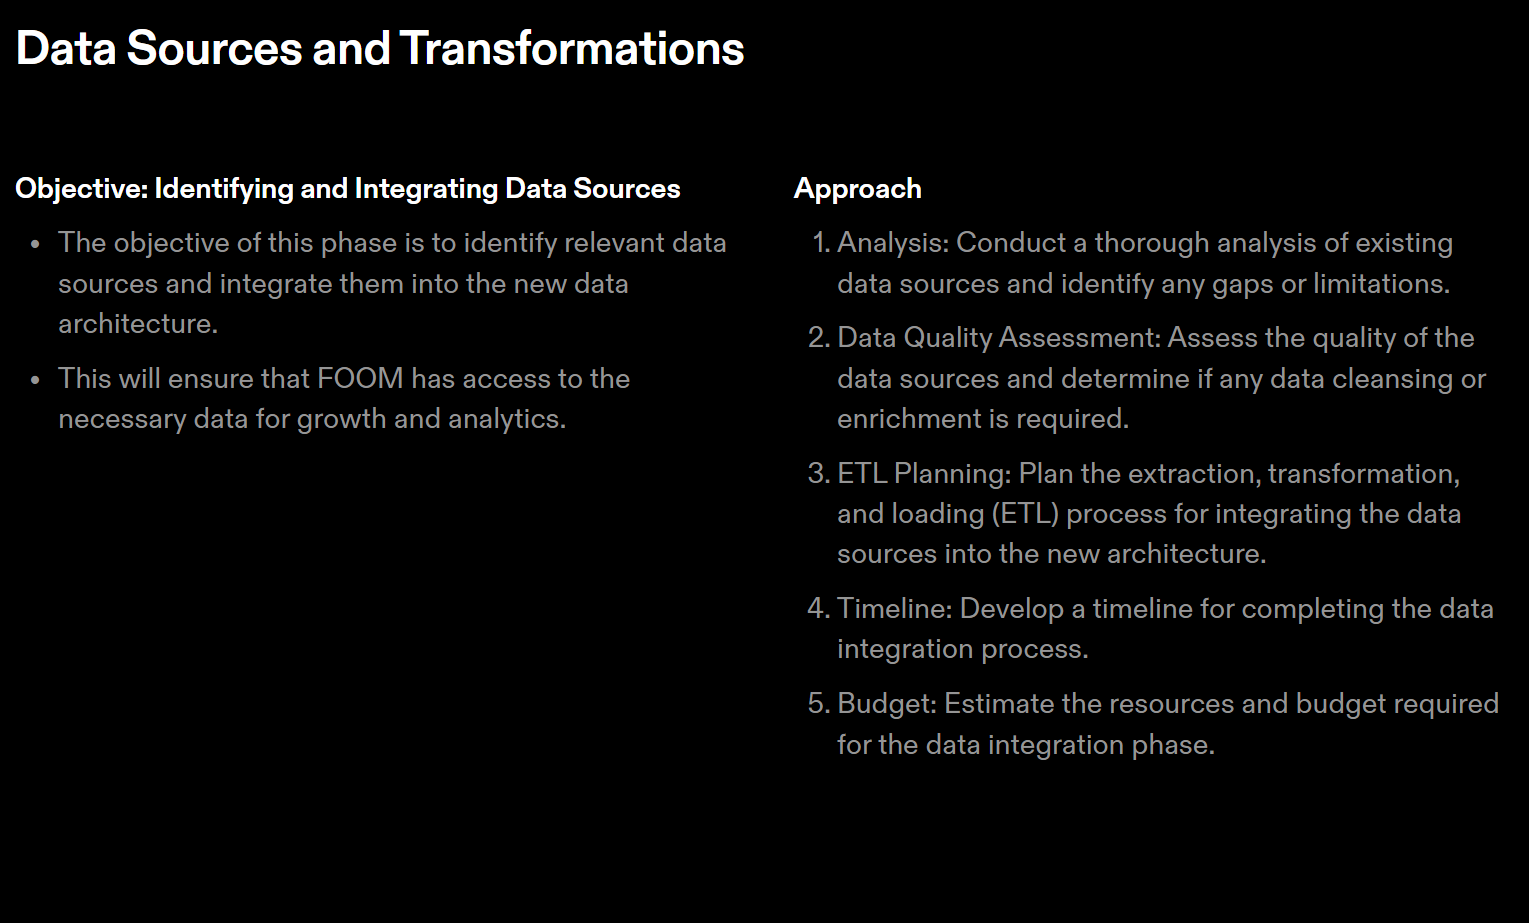 Data Sources and Transformations
Objective: Identifying and Integrating Data Sources
• The objective of this phase is to identify relevant data
sources and integrate them into the new data
architecture.
• This will ensure that FOOM has access to the
necessary data for growth and analytics.
Approach
1. Analysis: Conduct a thorough analysis of existing
data sources and identify any gaps or limitations.
2. Data Quality Assessment: Assess the quality of the
data sources and determine if any data cleansing or
enrichment is required.
3. ETL Planning: Plan the extraction, transformation,
and loading (ETL) process for integrating the data
sources into the new architecture.
4. Timeline: Develop a timeline for completing the data
integration process.
5. Budget: Estimate the resources and budget required
for the data integration phase.